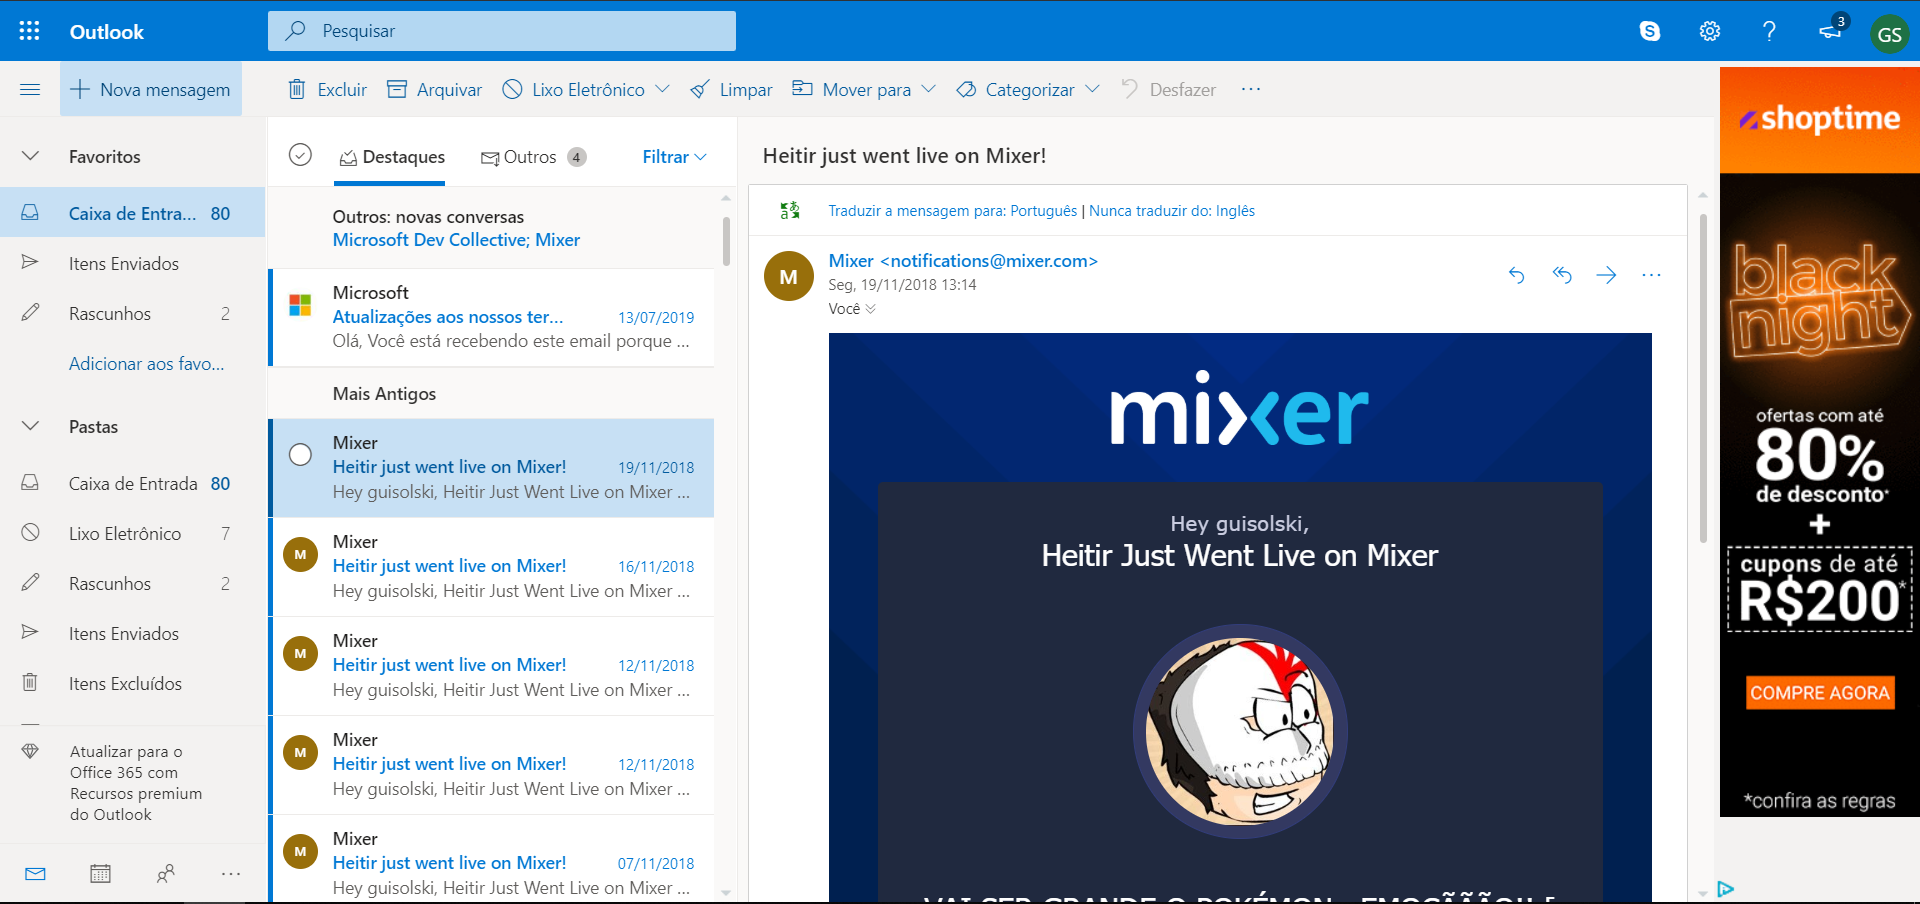 Outlook
Pesquisar
3
GS
Nova mensagem
Excluir
Arquivar
Lixo Eletrônico
Limpar
Mover para
Categorizar
Desfazer
Favoritos
Caixa de Entra... 80
Itens Enviados
Rascunhos 2
Adicionar aos favo...
Pastas
Caixa de Entrada 80
Lixo Eletrônico 7
Rascunhos 2
Itens Enviados
Itens Excluídos
Atualizar para o
Office 365 com
Recursos premium
do Outlook
Destaques
Outros 4
Filtrar
Outros: novas conversas
Microsoft Dev Collective; Mixer
Microsoft
Atualizações aos nossos ter... 13/07/2019
Olá, Você está recebendo este email porque ...
Mais Antigos
Mixer
Heitir just went live on Mixer! 19/11/2018
Hey guisolski, Heitir Just Went Live on Mixer ...
M
Mixer
Heitir just went live on Mixer! 16/11/2018
Hey guisolski, Heitir Just Went Live on Mixer ...
M
Mixer
Heitir just went live on Mixer! 12/11/2018
Hey guisolski, Heitir Just Went Live on Mixer ...
M
Mixer
Heitir just went live on Mixer! 12/11/2018
Hey guisolski, Heitir Just Went Live on Mixer ...
M
Mixer
Heitir just went live on Mixer! 07/11/2018
Hey guisolski, Heitir Just Went Live on Mixer ...
Heitir just went live on Mixer!
Traduzir a mensagem para: Português | Nunca traduzir do: Inglês
M
Mixer <notifications@mixer.com>
Seg, 19/11/2018 13:14
Você
mixer
Hey guisolski,
Heitir Just Went Live on Mixer
VAI SER GRANDE O POKÉMON - EMOÇÃÃÃO!!
shoptime
black
night
ofertas com até
80%
de desconto*
+
cupons de até
R$200*
COMPRE AGORA
*confira as regras